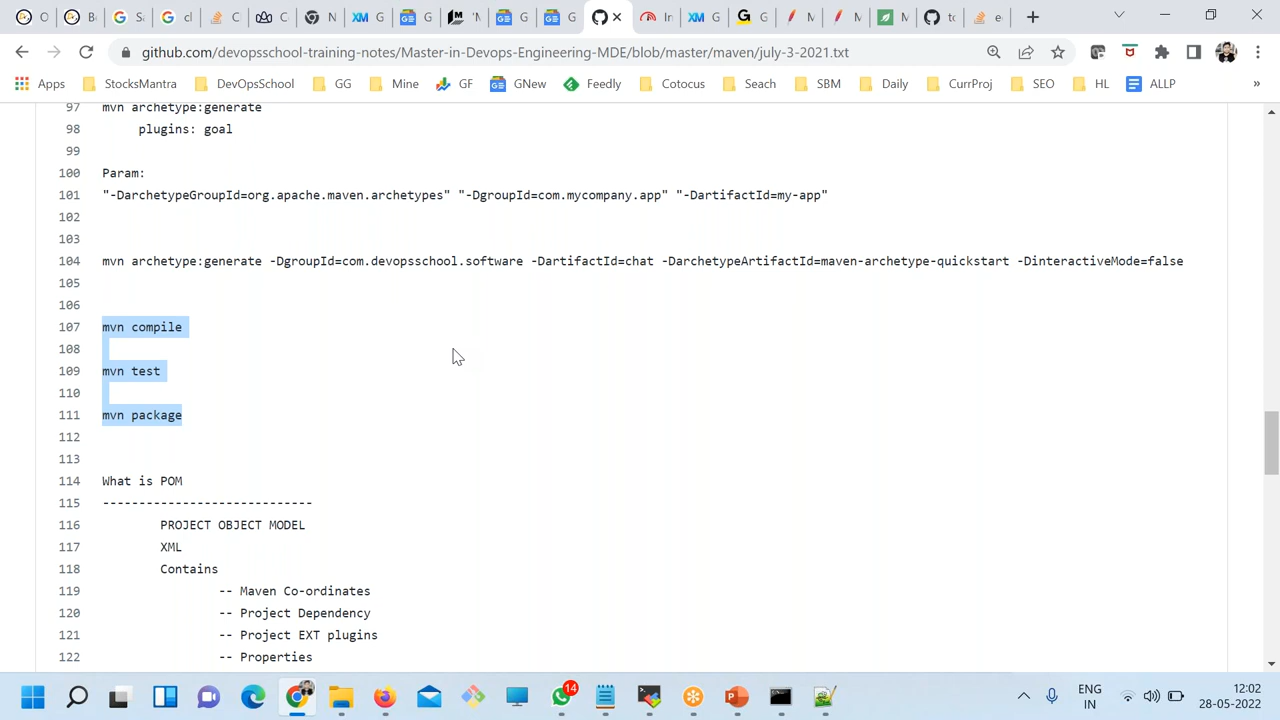 O
B
S
cl
C
A
N
G
G
'M
G
G
In
G
G
M
M
M
to
e
github.com/devopsschool-training-notes/Master-in-Devops-Engineering-MDE/blob/master/maven/july-3-2021.txt
Apps StocksMantra DevOpsSchool GG Mine GF GNew Feedly Cotocus Seach SBM Daily CurrProj SEO HL ALLP »
97 mvn archetype:generate
98 plugins: goal
99
100 Param:
101 "-DarchetypeGroupId=org.apache.maven.archetypes" "-DgroupId=com.mycompany.app" "-DartifactId=my-app"
102
103
104 mvn archetype:generate -DgroupId=com.devopsschool.software -DartifactId=chat -DarchetypeArtifactId=maven-archetype-quickstart -DinteractiveMode=false
105
106
107 mvn compile
108
109 mvn test
110
111 mvn package
112
113
114 What is POM
115 -----------------------------
116 PROJECT OBJECT MODEL
117 XML
118 Contains
119 -- Maven Co-ordinates
120 -- Project Dependency
121 -- Project EXT plugins
122 -- Properties
14
ENG
IN
12:02
28-05-2022